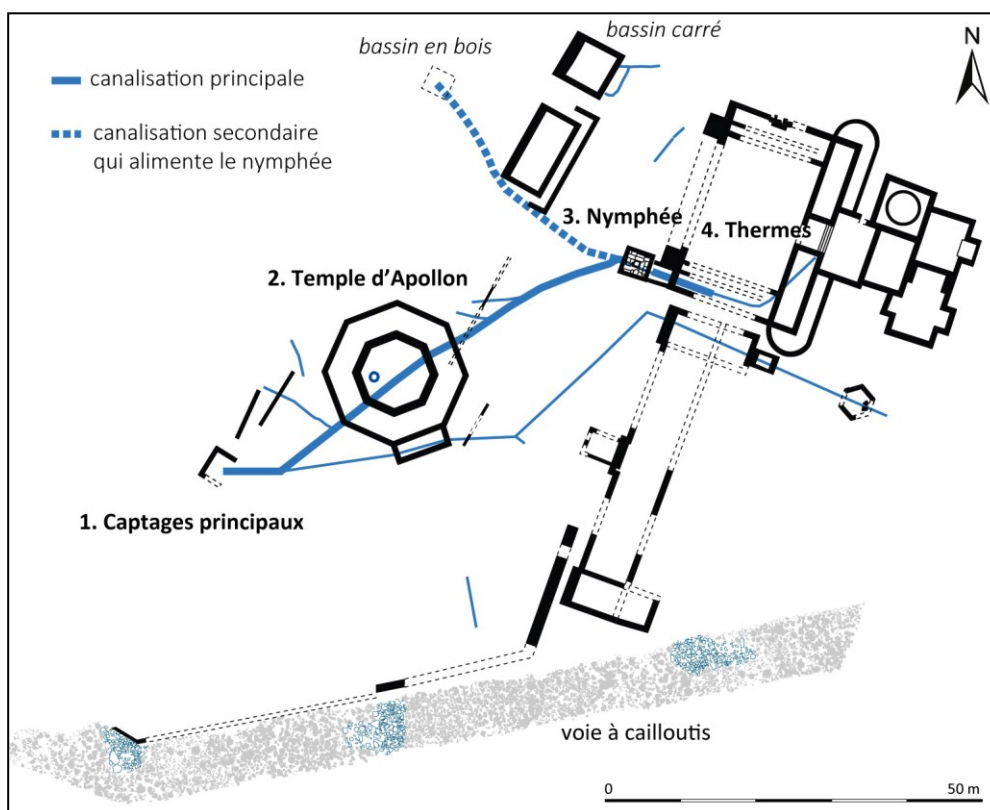 bassin en bois
bassin carré
N
canalisation principale
canalisation secondaire
qui alimente le nymphée
3. Nymphée
4. Thermes
2. Temple d'Apollon
1. Captages principaux
voie à cailloutis
0
50 m